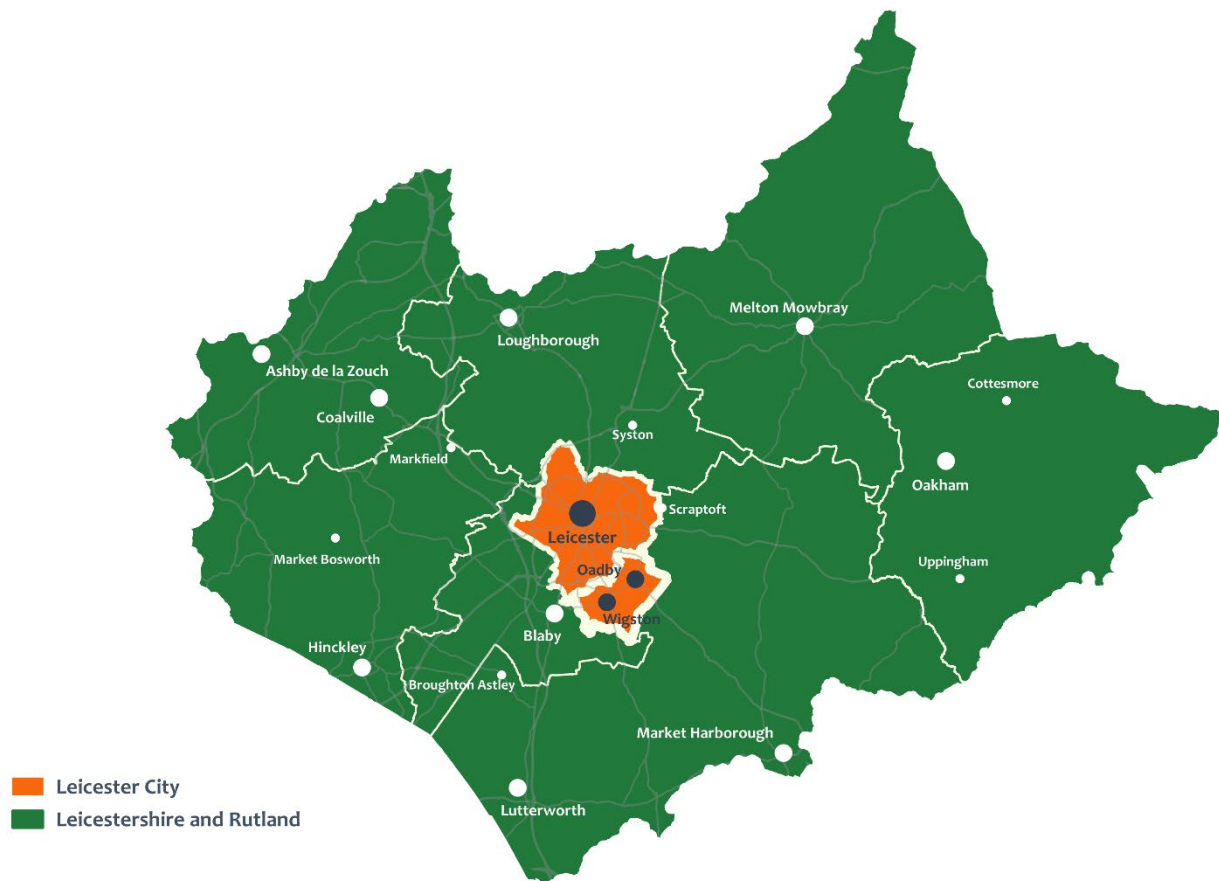 Melton Mowbray
Loughborough
Ashby de la Zouch
Cottesmore
Coalville
Syston
Markfield
Oakham
Scraptoft
Leicester
Market Bosworth
Uppingham
Oadby
Wigston
Blaby
Hinckley
Broughton Astley
Market Harborough
Leicester City
Lutterworth
Leicestershire and Rutland